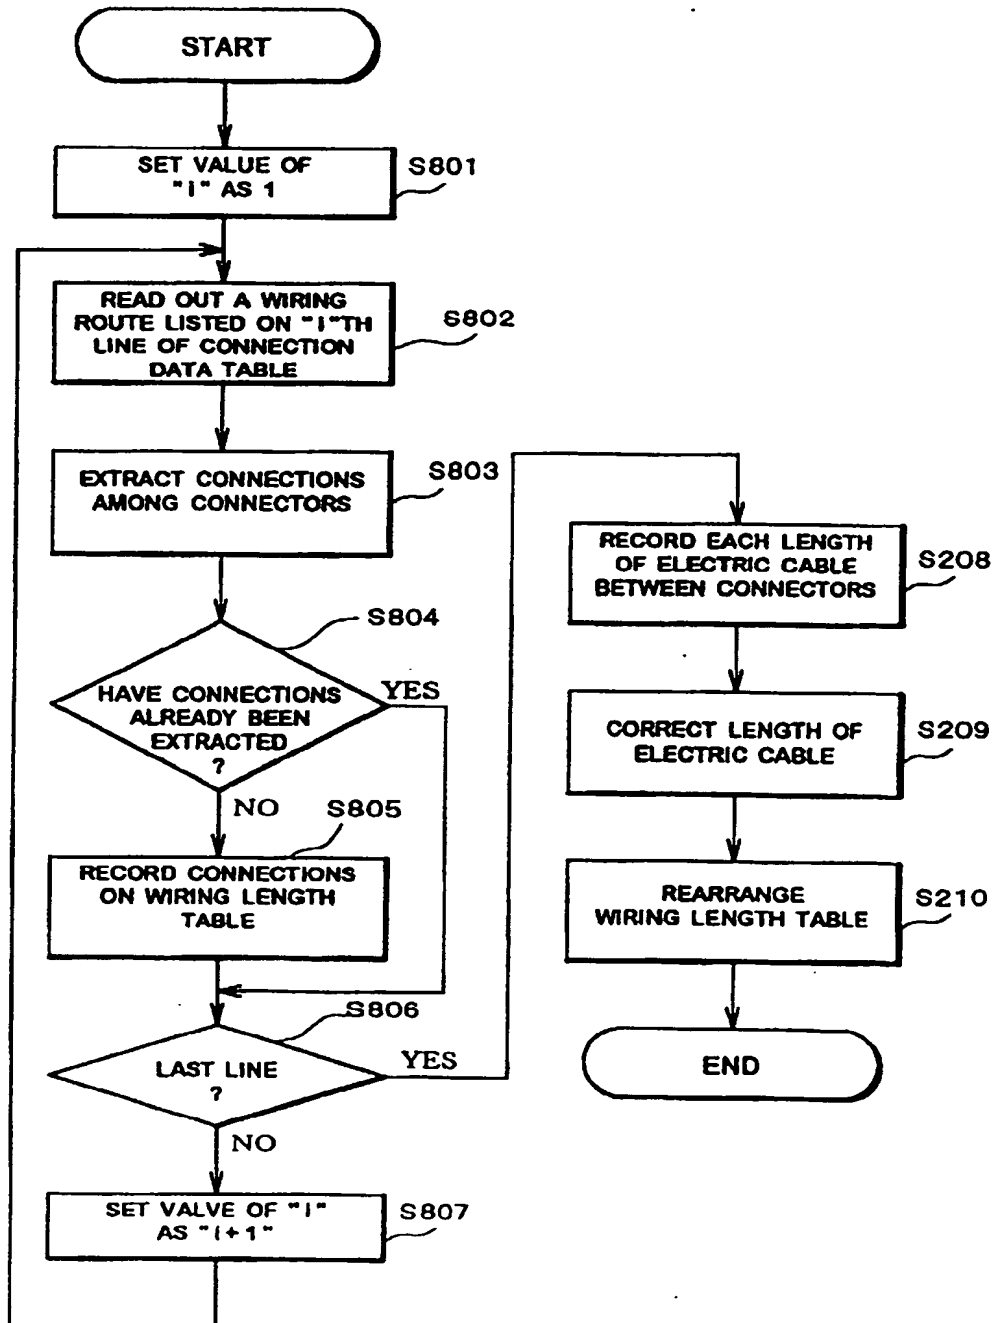 START
SET VALUE OF
"i" AS 1
S801
READ OUT A WIRING
ROUTE LISTED ON "i"TH
LINE OF CONNECTION
DATA TABLE
S802
EXTRACT CONNECTIONS
AMONG CONNECTORS
S803
S804
HAVE CONNECTIONS
ALREADY BEEN
EXTRACTED
?
YES
NO
S805
RECORD CONNECTIONS
ON WIRING LENGTH
TABLE
S806
LAST LINE
?
YES
NO
SET VALVE OF "i"
AS "i+1"
S807
RECORD EACH LENGTH
OF ELECTRIC CABLE
BETWEEN CONNECTORS
S208
CORRECT LENGTH OF
ELECTRIC CABLE
S209
REARRANGE
WIRING LENGTH TABLE
S210
END